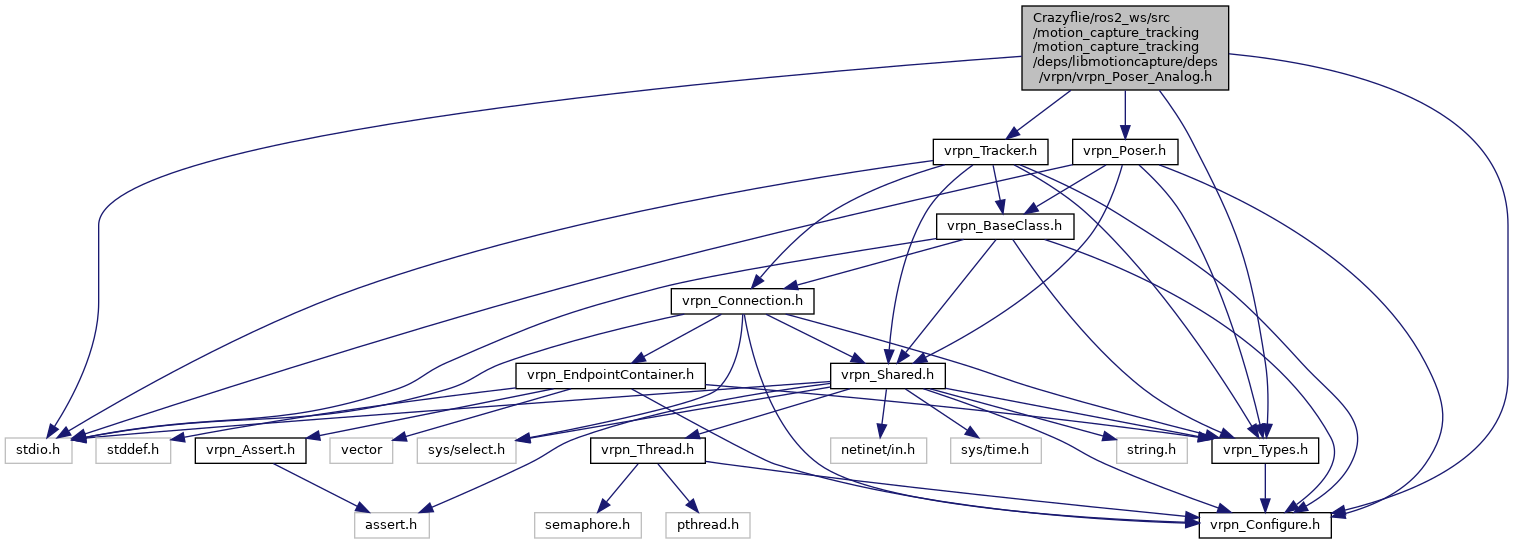 Crazyflie/ros2_ws/src
/motion_capture_tracking
/motion_capture_tracking
/deps/libmotioncapture/deps
/vrpn/vrpn_Poser_Analog.h
vrpn_Tracker.h
vrpn_Poser.h
vrpn_BaseClass.h
vrpn_Connection.h
vrpn_EndpointContainer.h
vrpn_Shared.h
stdio.h
stddef.h
vrpn_Assert.h
vector
sys/select.h
vrpn_Thread.h
netinet/in.h
sys/time.h
string.h
vrpn_Types.h
assert.h
semaphore.h
pthread.h
vrpn_Configure.h